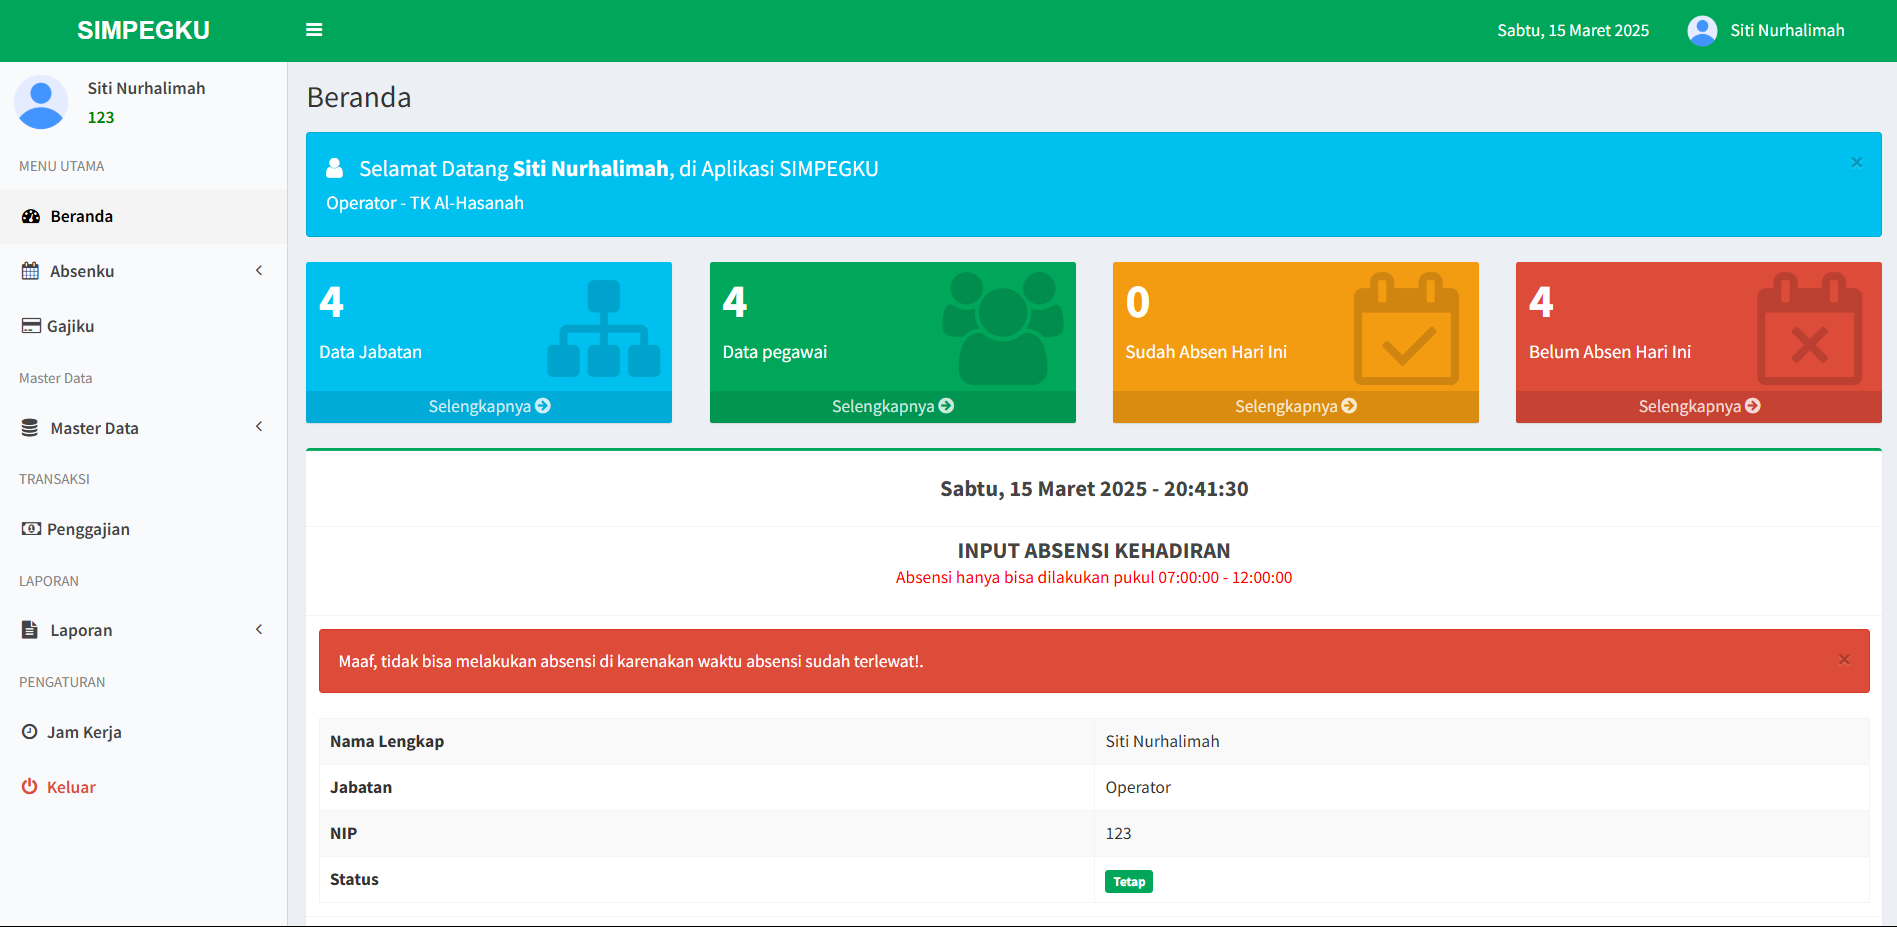 SIMPEGKU
Sabtu, 15 Maret 2025
Siti Nurhalimah
Siti Nurhalimah
123
MENU UTAMA
Beranda
Absenku
Gajiku
Master Data
Master Data
TRANSAKSI
Penggajian
LAPORAN
Laporan
PENGATURAN
Jam Kerja
Keluar
Beranda
Selamat Datang Siti Nurhalimah, di Aplikasi SIMPEGKU
×
Operator - TK Al-Hasanah
4
Data Jabatan
Selengkapnya
4
Data pegawai
Selengkapnya
0
Sudah Absen Hari Ini
Selengkapnya
4
Belum Absen Hari Ini
Selengkapnya
Sabtu, 15 Maret 2025 - 20:41:30
INPUT ABSENSI KEHADIRAN
Absensi hanya bisa dilakukan pukul 07:00:00 - 12:00:00
Maaf, tidak bisa melakukan absensi di karenakan waktu absensi sudah terlewat!.
×
Nama Lengkap Siti Nurhalimah
Jabatan Operator
NIP 123
Status Tetap